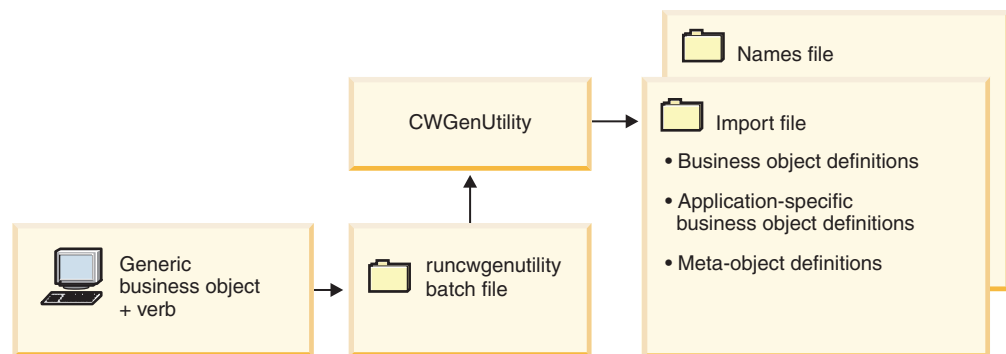 Names file
CWGenUtility
Import file
• Business object definitions
• Application-specific
business object definitions
• Meta-object definitions
Generic
business object
+ verb
runcwgenutility
batch file